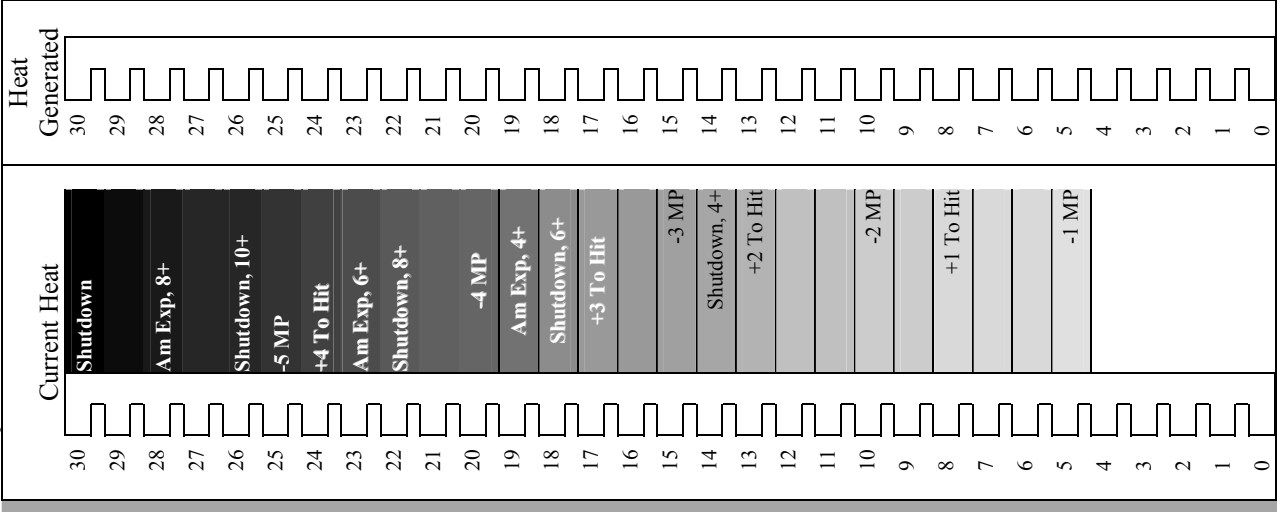 Heat
Generated
30 29 28 27 26 25 24 23 22 21 20 19 18 17 16 15 14 13 12 11 10 9 8 7 6 5 4 3 2 1 0
Current Heat
Shutdown
Am Exp, 8+
Shutdown, 10+
-5 MP
+4 To Hit
Am Exp, 6+
Shutdown, 8+
-4 MP
Am Exp, 4+
Shutdown, 6+
+3 To Hit
-3 MP
Shutdown, 4+
+2 To Hit
-2 MP
+1 To Hit
-1 MP
30 29 28 27 26 25 24 23 22 21 20 19 18 17 16 15 14 13 12 11 10 9 8 7 6 5 4 3 2 1 0